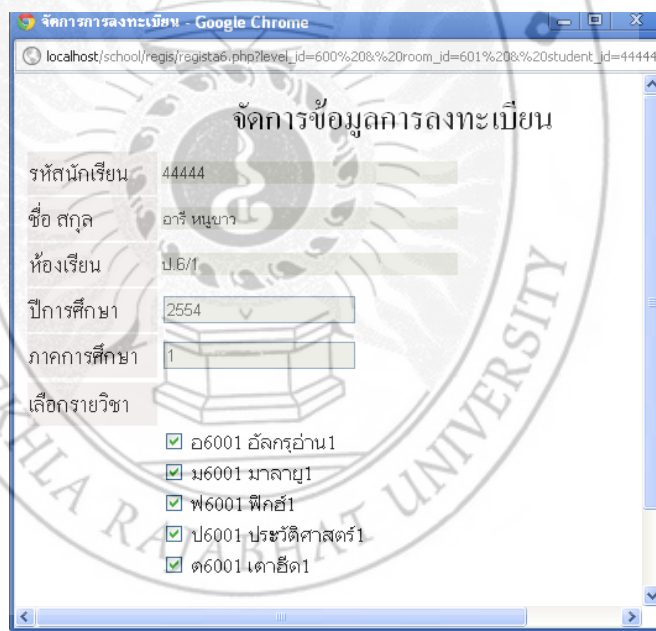 จัดการการลงทะเบียน - Google Chrome
localhost/school/regis/regista6.php?level_id=600%20&%20room_id=601%20&%20student_id=44444
จัดการข้อมูลการลงทะเบียน
รหัสนักเรียน 44444
ชื่อ สกุล อารี หนูขาว
ห้องเรียน ป.6/1
ปีการศึกษา 2554
ภาคการศึกษา 1
เลือกรายวิชา
อ6001 อัลกรุอ่าน1
ม6001 มาลายู1
ฟ6001 ฟิกฮ์1
ป6001 ประวัติศาสตร์1
ต6001 เตาฮีด1
KHLA RAJABHAT UNIVERSITY